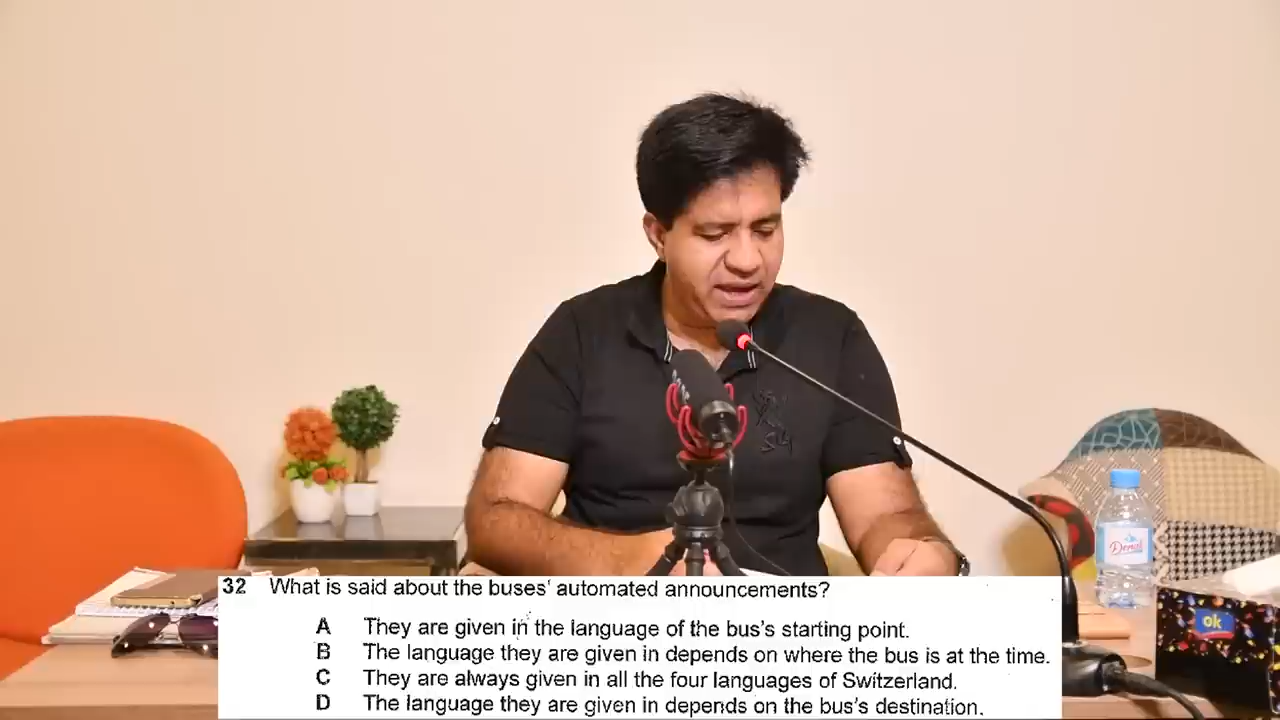 32 What is said about the buses' automated announcements?
A They are given in the language of the bus's starting point.
B The language they are given in depends on where the bus is at the time.
C They are always given in all the four languages of Switzerland.
D The language they are given in depends on the bus's destination.
ok